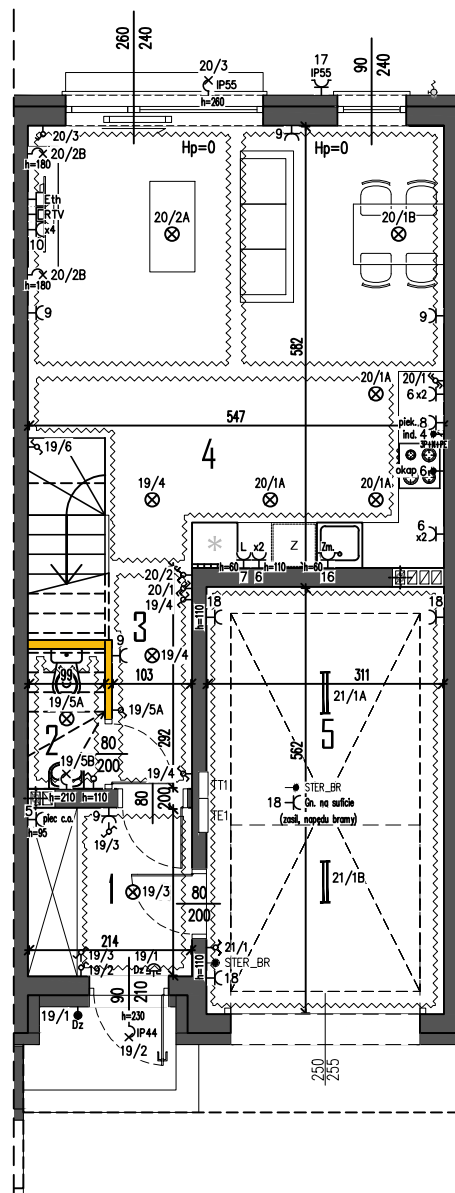 260
240
20/3
IP55
h=260
17
IP55
90
240
20/3
9
Hp=0
Hp=0
20/2B
h=180
Eth
RTV
x4
10
20/2A
20/1B
20/2B
h=180
9
9
582
20/1A
20/1
6 x2
547
piek. 8
ind. 4
3P+N+PE
19/6
4
okap 6
19/4
20/1A
20/1A
6
x2
L
x2
Z
Zm.
h=60
h=110
h=60
7
6
16
20/2
20/1
19/4
h=110
18
18
3
9
19/4
99
103
311
19/5A
19/5A
21/1A
5
2
292
562
80
200
19/5B
19/4
h=210
h=110
80
200
TT1
STER_BR
18
Gn. na suficie
(zasil. napędu bramy)
5
piec c.o.
h=95
9
TE1
19/3
1
19/3
80
200
21/1B
214
19/3
19/2
19/1
Dz
21/1
STER_BR
h=110
18
90
210
19/1
Dz
h=230
IP44
19/2
250
255